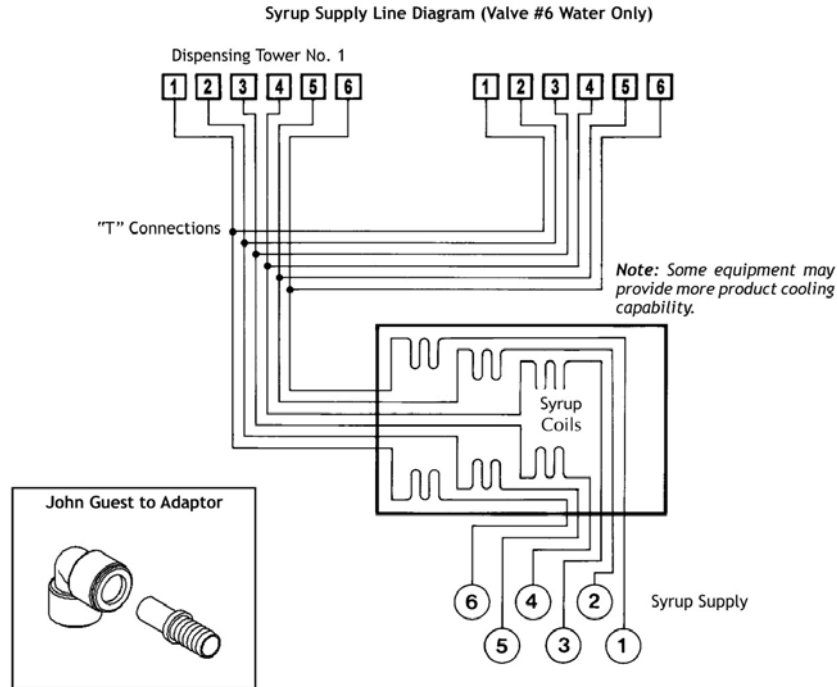 Syrup Supply Line Diagram (Valve #6 Water Only)
Dispensing Tower No. 1
1 2 3 4 5 6 1 2 3 4 5 6
"T" Connections
Note: Some equipment may
provide more product cooling
capability.
Syrup
Coils
John Guest to Adaptor
6 4 2 Syrup Supply
5 3 1